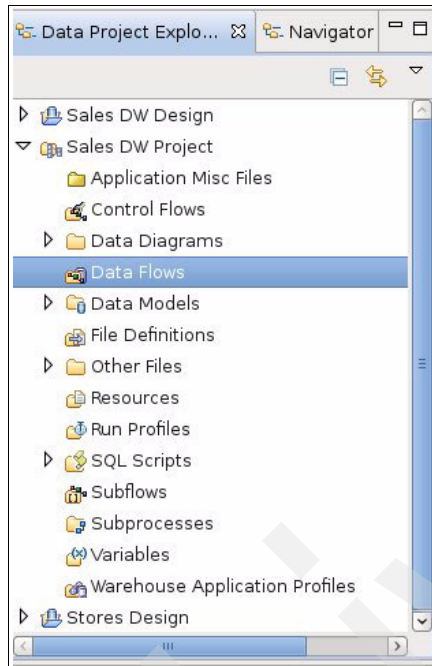 Data Project Explo... Navigator
Sales DW Design
Sales DW Project
Application Misc Files
Control Flows
Data Diagrams
Data Flows
Data Models
File Definitions
Other Files
Resources
Run Profiles
SQL Scripts
Subflows
Subprocesses
Variables
Warehouse Application Profiles
Stores Design